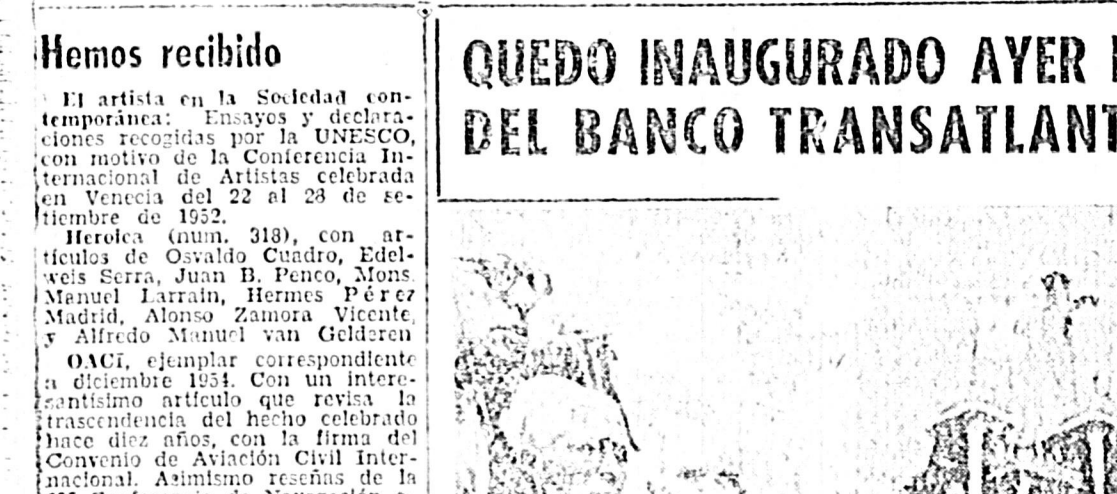 Hemos recibido
El artista en la Sociedad con-
temporánea: Ensayos y declara-
ciones recogidas por la UNESCO,
con motivo de la Conferencia In-
ternacional de Artistas celebrada
en Venecia del 22 al 28 de se-
tiembre de 1952.
Heroica (num. 318), con ar-
tículos de Osvaldo Cuadro, Edel-
weis Serra, Juan B. Penco, Mons.
Manuel Larrain, Hermes Pérez
Madrid, Alonso Zamora Vicente,
y Alfredo Manuel van Gelderen
OACI, ejemplar correspondiente
a diciembre 1954. Con un intere-
santísimo artículo que revisa la
trascendencia del hecho celebrado
hace diez años, con la firma del
Convenio de Aviación Civil Inter-
nacional. Asimismo reseñas de la
QUEDO INAUGURADO AYER
DEL BANCO TRANSATLANT